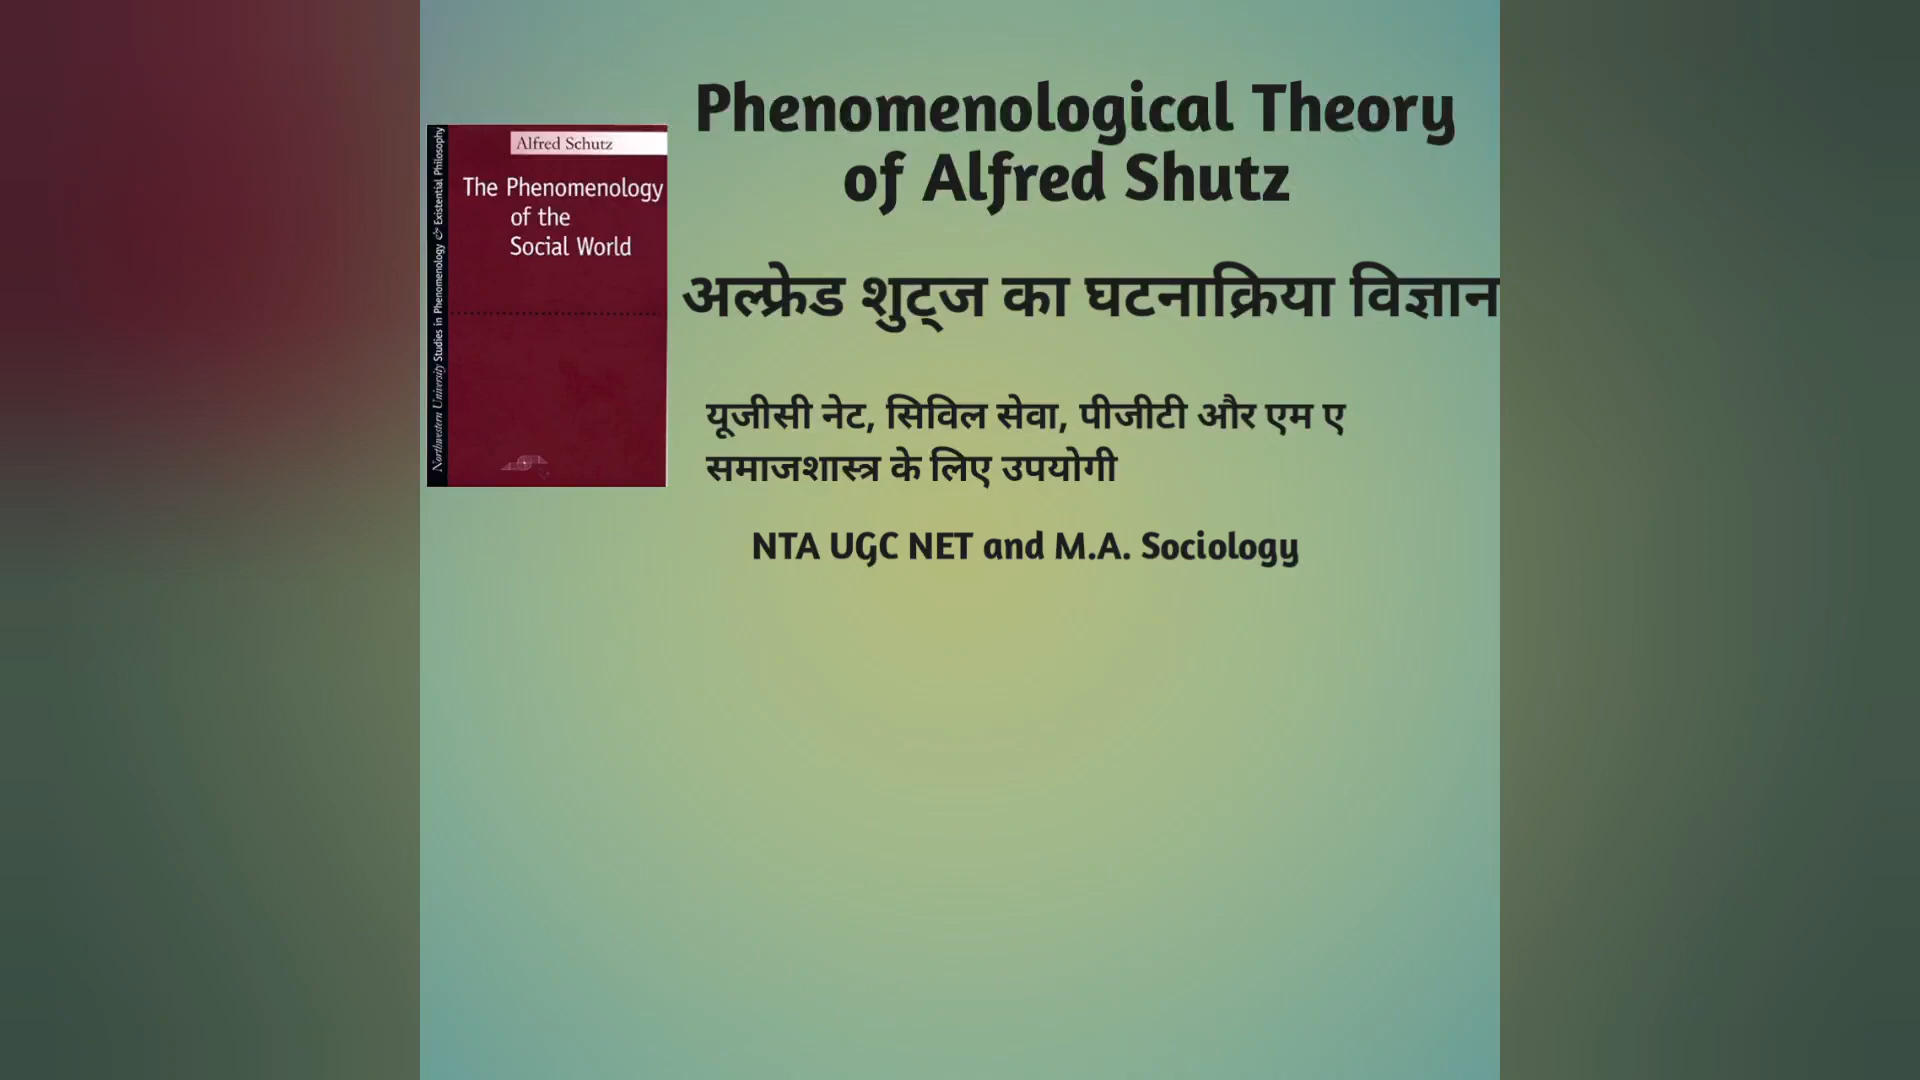 Phenomenological Theory
of Alfred Shutz
Alfred Schutz
The Phenomenology
of the
Social World
Northwestern University Studies in Phenomenology & Existential Philosophy
अल्फ्रेड शुट्ज का घटनाक्रिया विज्ञान
यूजीसी नेट, सिविल सेवा, पीजीटी और एम ए
समाजशास्त्र के लिए उपयोगी
NTA UGC NET and M.A. Sociology